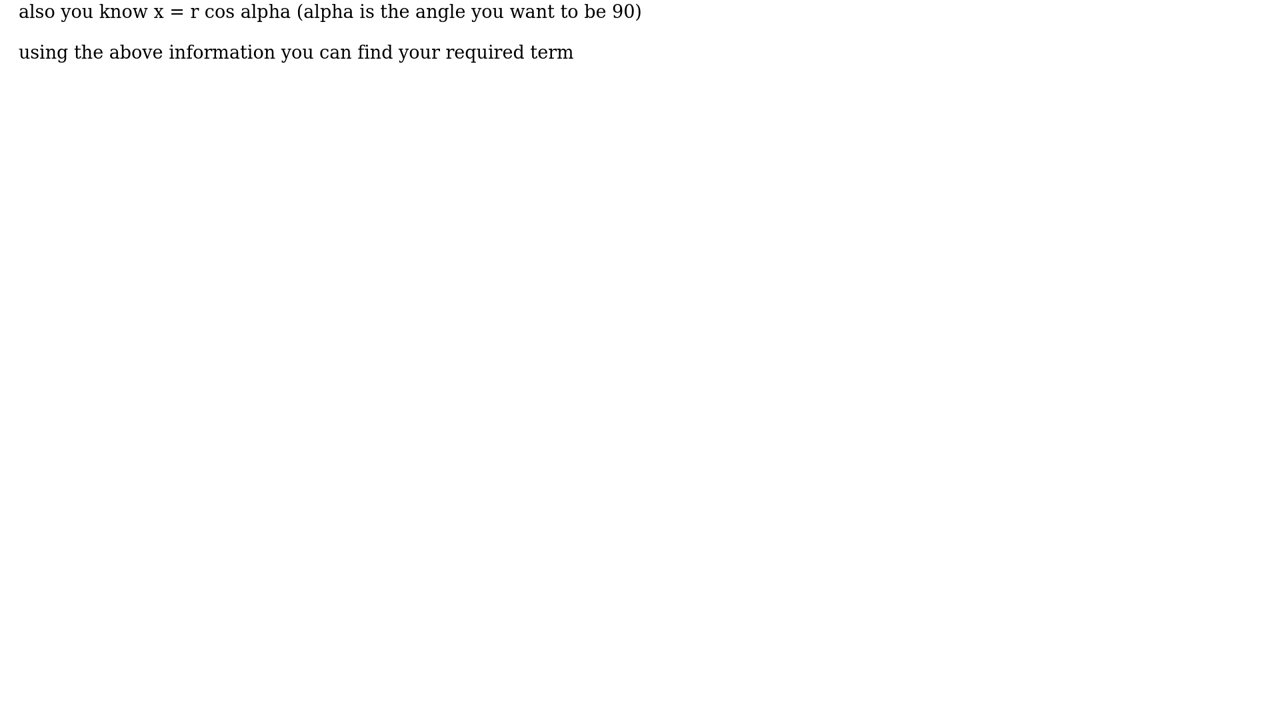 also you know x = r cos alpha (alpha is the angle you want to be 90)
using the above information you can find your required term